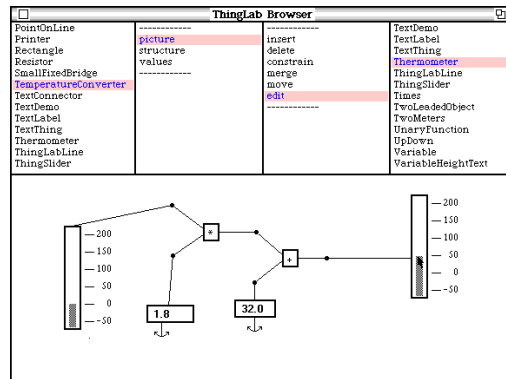 ThingLab Browser
PointOnLine
Printer
Rectangle
Resistor
SmallFixedBridge
TemperatureConverter
TextConnector
TextDemo
TextLabel
TextThing
Thermometer
ThingLabLine
ThingSlider
------------
picture
structure
values
------------
------------
insert
delete
constrain
merge
move
edit
------------
TextDemo
TextLabel
TextThing
Thermometer
ThingLabLine
ThingSlider
Times
TwoLeadedObject
TwoMeters
UnaryFunction
UpDown
Variable
VariableHeightText
200
150
100
50
0
-50
*
+
1.8
32.0
200
150
100
50
0
-50